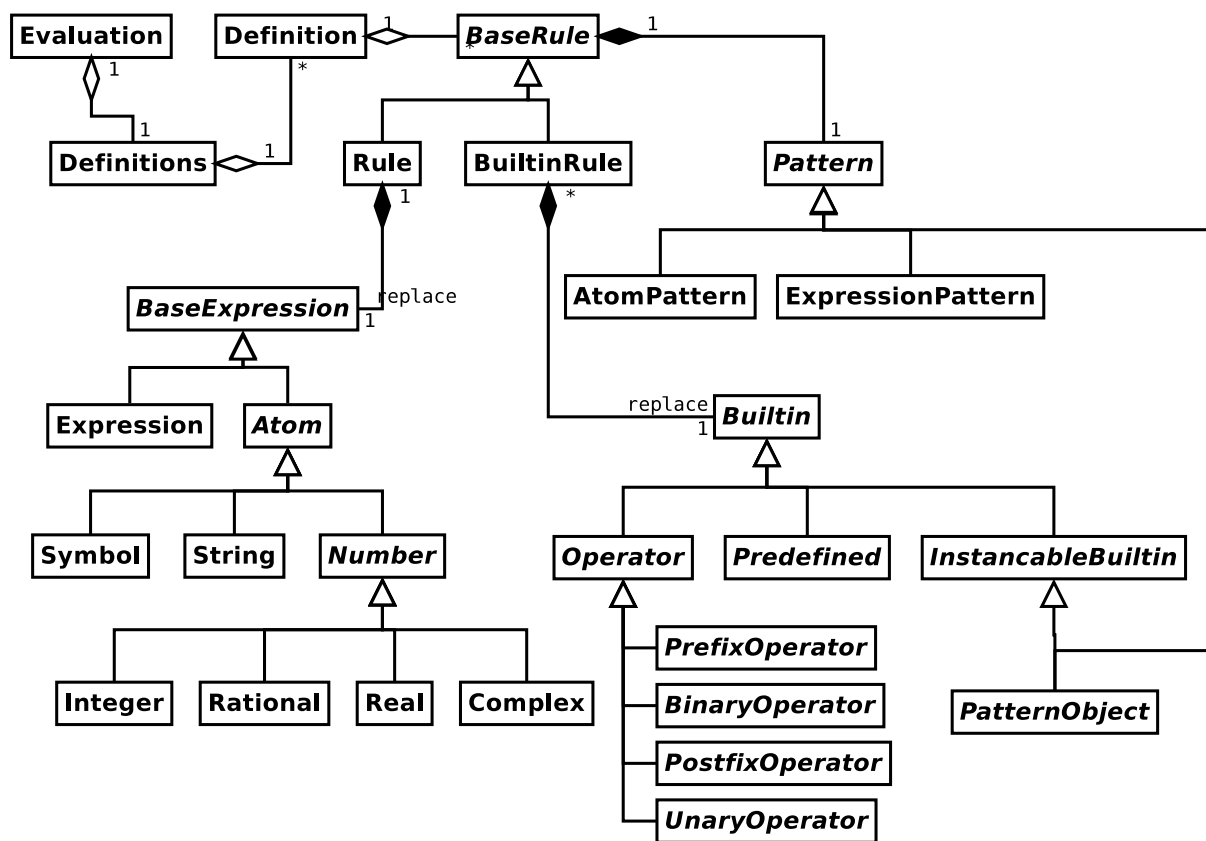 Evaluation
1
Definition
1
*
BaseRule
1
*
1
Definitions
1
Rule
1
BuiltinRule
*
1
Pattern
AtomPattern
ExpressionPattern
BaseExpression
replace
1
Expression
Atom
replace
1
Builtin
Symbol
String
Number
Operator
Predefined
InstancableBuiltin
Integer
Rational
Real
Complex
PrefixOperator
BinaryOperator
PostfixOperator
UnaryOperator
PatternObject